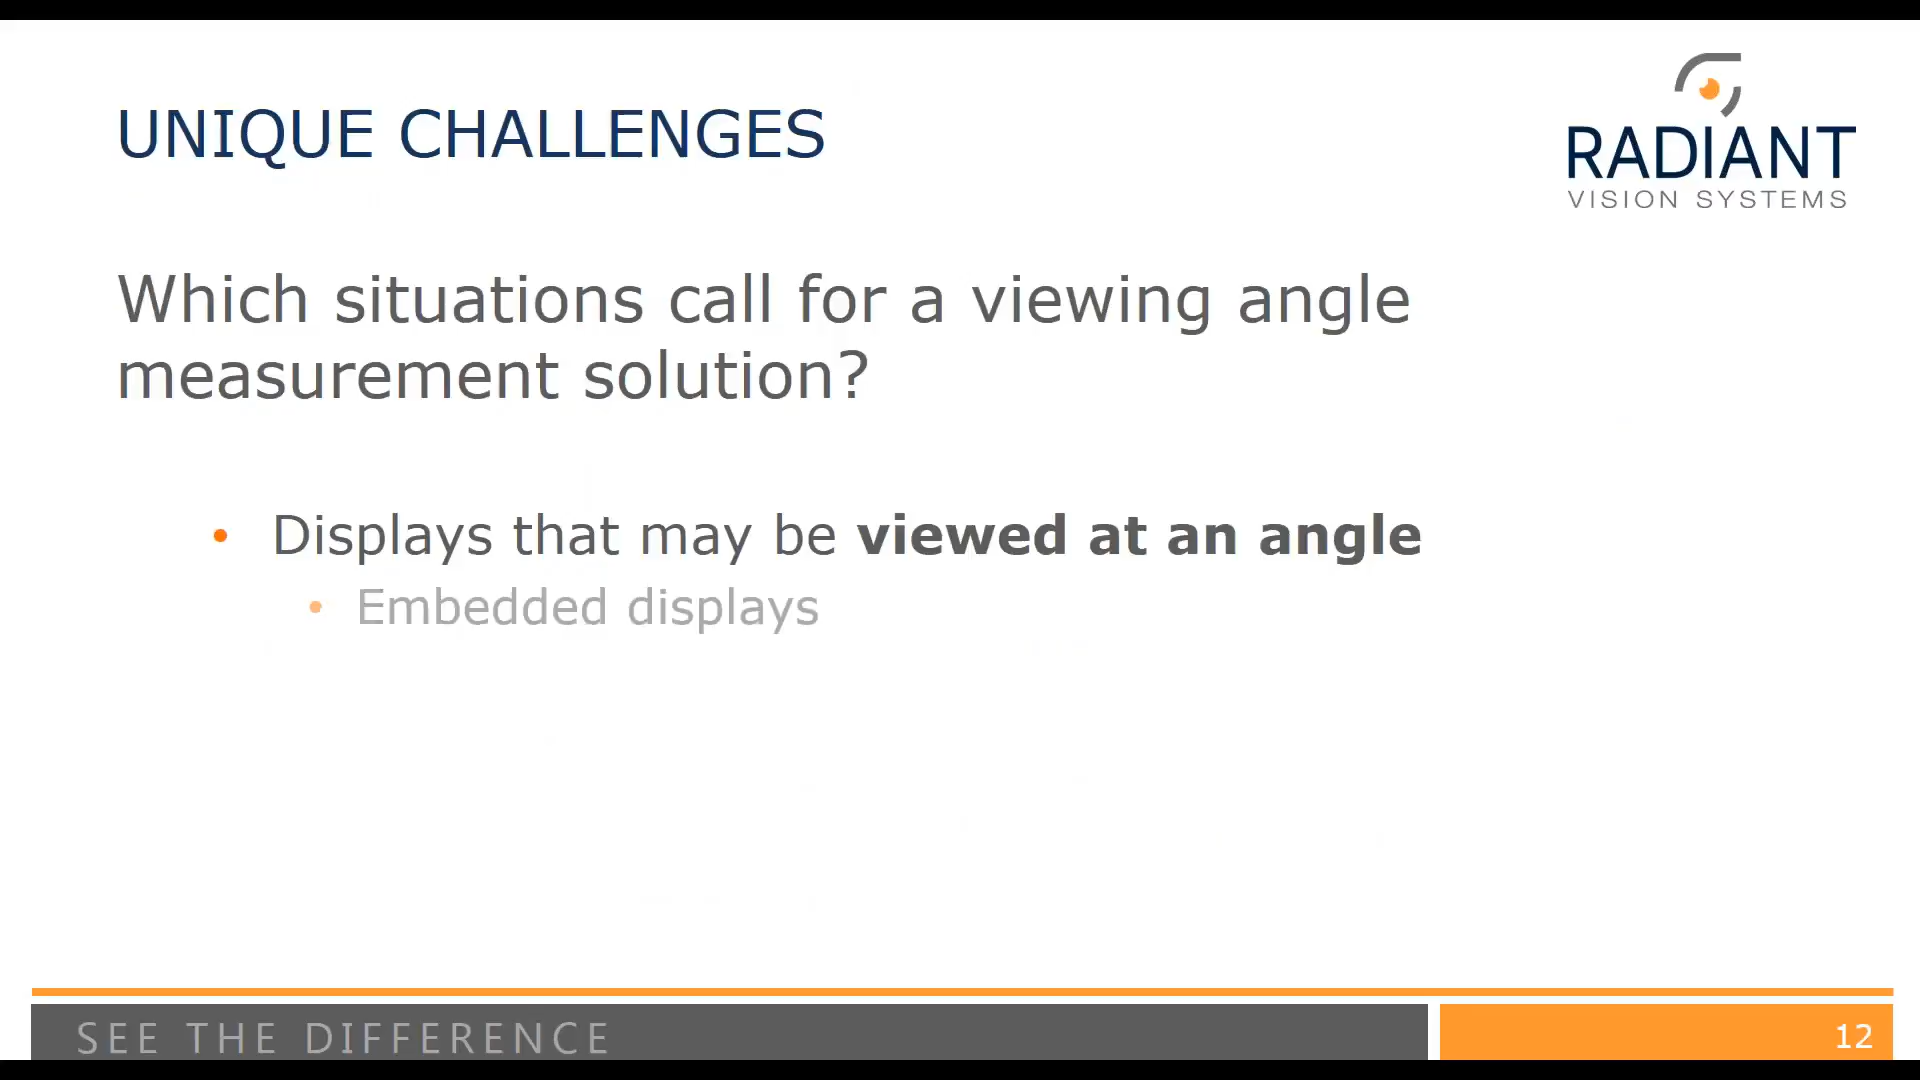 UNIQUE CHALLENGES
RADIANT
VISION SYSTEMS
Which situations call for a viewing angle
measurement solution?
• Displays that may be viewed at an angle
• Embedded displays
SEE THE DIFFERENCE
12